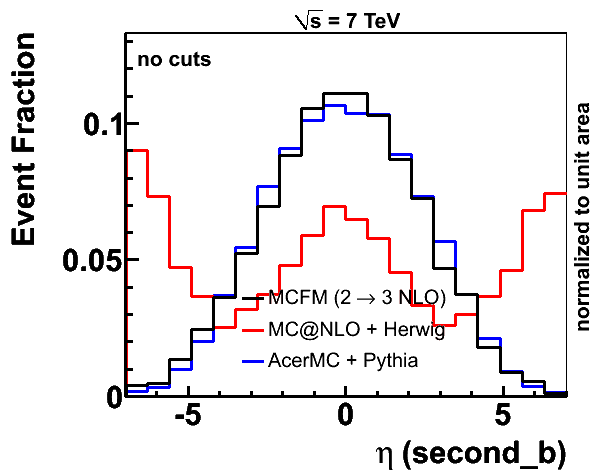 √s = 7 TeV
no cuts
Event Fraction
0.1
0.05
0
MCFM (2 → 3 NLO)
MC@NLO + Herwig
AcerMC + Pythia
-5 0 5
η (second_b)
normalized to unit area